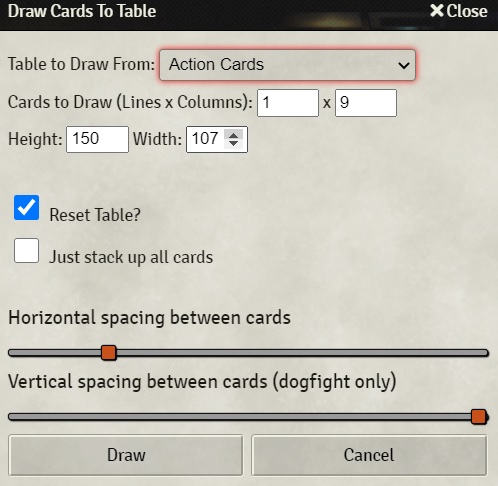 Draw Cards To Table ×Close
Table to Draw From: Action Cards
Cards to Draw (Lines x Columns): 1 x 9
Height: 150 Width: 107
Reset Table?
Just stack up all cards
Horizontal spacing between cards
Vertical spacing between cards (dogfight only)
Draw Cancel